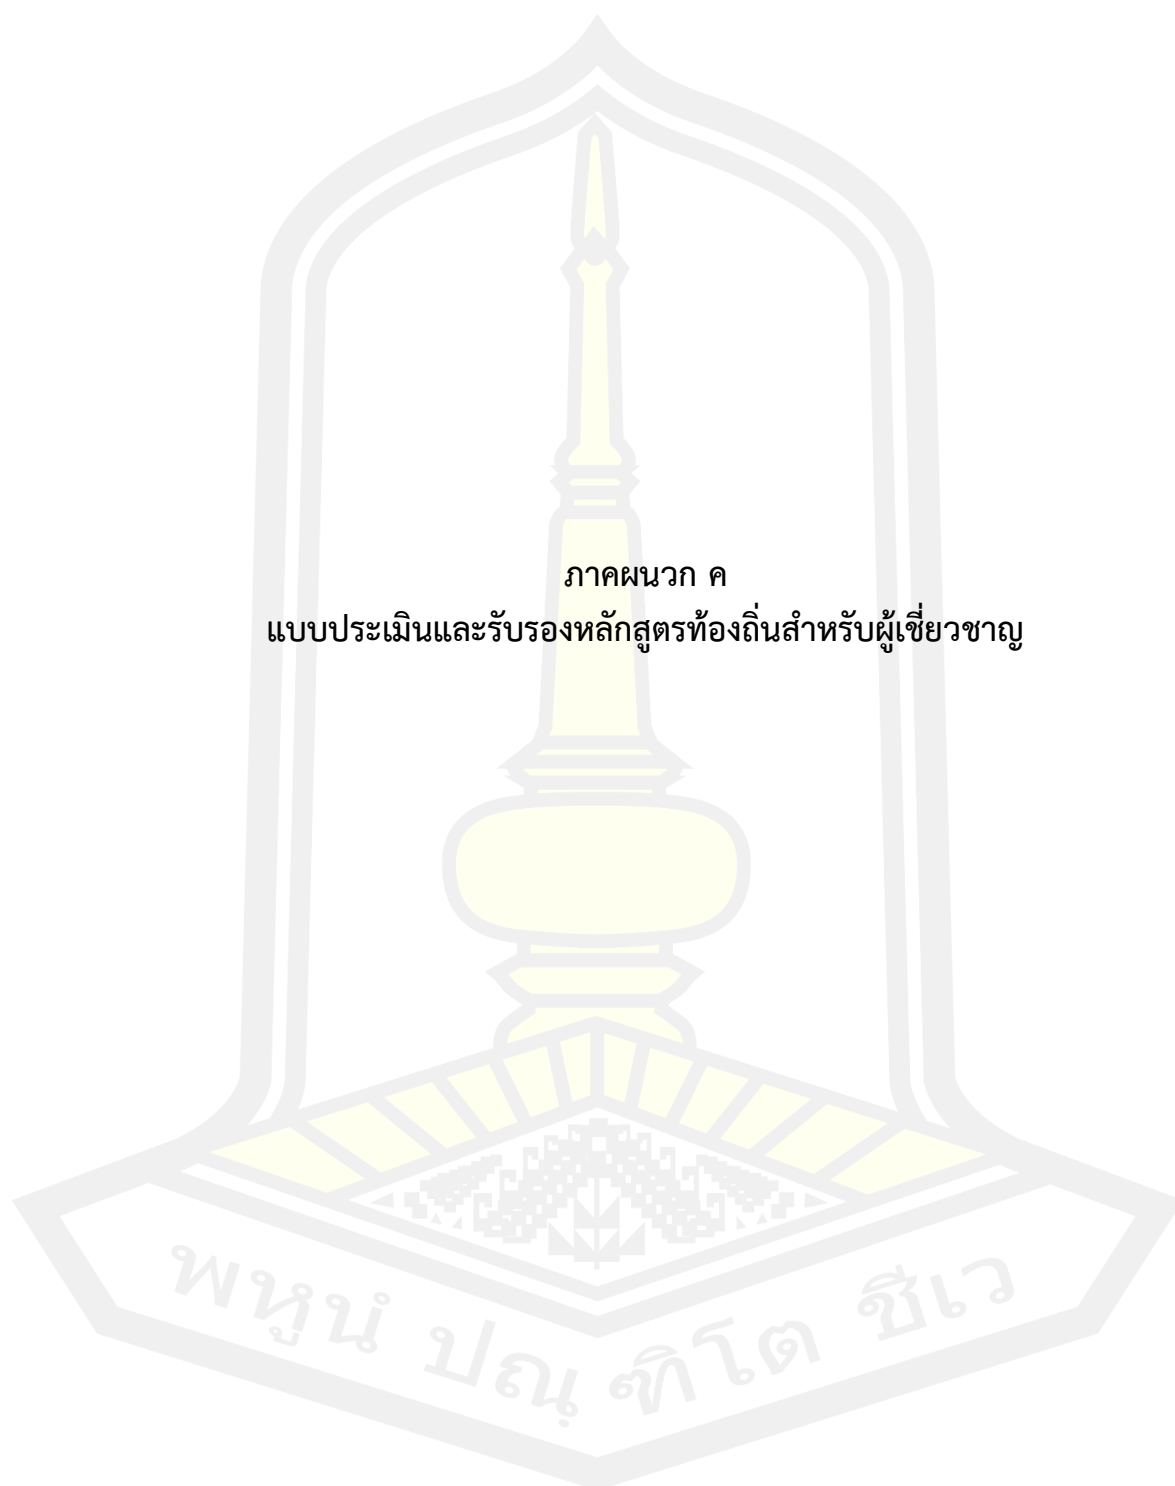 ภาคผนวก ค
แบบประเมินและรับรองหลักสูตรท้องถิ่นสำหรับผู้เชี่ยวชาญ
พหูนํ ปณฺฑิโต ชีเว